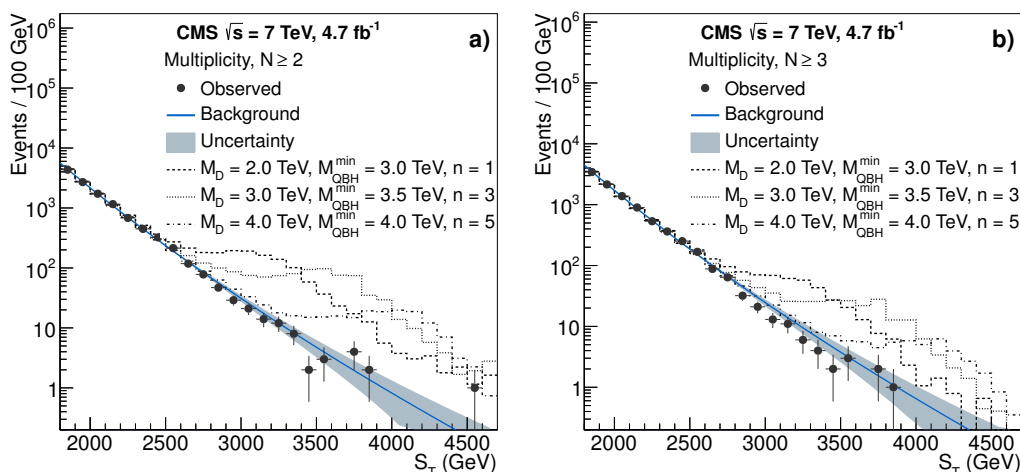 CMS √s = 7 TeV, 4.7 fb⁻¹
a)
Multiplicity, N ≥ 2
Observed
Background
Uncertainty
M_D = 2.0 TeV, M_QBH^min = 3.0 TeV, n = 1
M_D = 3.0 TeV, M_QBH^min = 3.5 TeV, n = 3
M_D = 4.0 TeV, M_QBH^min = 4.0 TeV, n = 5
Events / 100 GeV
10⁶
10⁵
10⁴
10³
10²
10
1
2000 2500 3000 3500 4000 4500
S_T (GeV)
CMS √s = 7 TeV, 4.7 fb⁻¹
b)
Multiplicity, N ≥ 3
Observed
Background
Uncertainty
M_D = 2.0 TeV, M_QBH^min = 3.0 TeV, n = 1
M_D = 3.0 TeV, M_QBH^min = 3.5 TeV, n = 3
M_D = 4.0 TeV, M_QBH^min = 4.0 TeV, n = 5
Events / 100 GeV
10⁶
10⁵
10⁴
10³
10²
10
1
2000 2500 3000 3500 4000 4500
S_T (GeV)